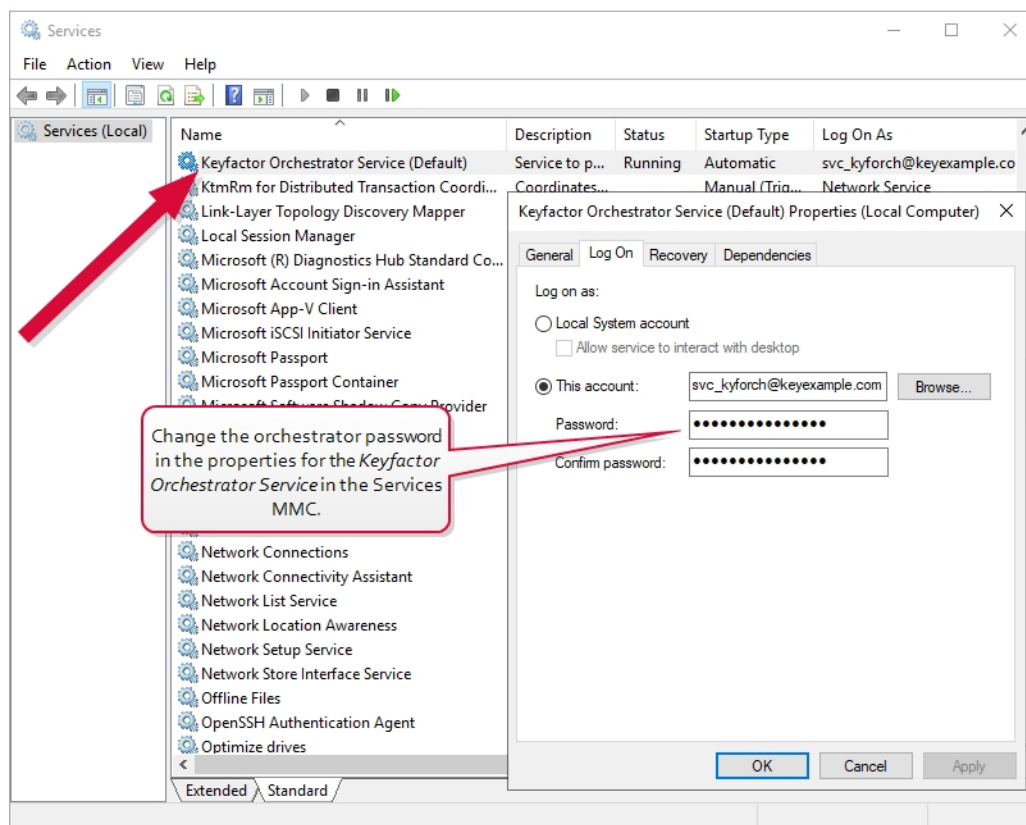 Services
File Action View Help
Services (Local)
Name Description Status Startup Type Log On As
Keyfactor Orchestrator Service (Default) Service to p... Running Automatic svc_kyforch@keyexample.co
KtmRm for Distributed Transaction Coordi... Coordinates... Manual (Trig... Network Service
Link-Layer Topology Discovery Mapper
Local Session Manager
Microsoft (R) Diagnostics Hub Standard Co...
Microsoft Account Sign-in Assistant
Microsoft App-V Client
Microsoft iSCSI Initiator Service
Microsoft Passport
Microsoft Passport Container
Microsoft Software Shadow Copy Provider
Network Connections
Network Connectivity Assistant
Network List Service
Network Location Awareness
Network Setup Service
Network Store Interface Service
Offline Files
OpenSSH Authentication Agent
Optimize drives
Extended Standard
Keyfactor Orchestrator Service (Default) Properties (Local Computer)
General Log On Recovery Dependencies
Log on as:
Local System account
Allow service to interact with desktop
This account: svc_kyforch@keyexample.com Browse...
Password: •••••••••••••••
Confirm password: •••••••••••••••
OK Cancel Apply
Change the orchestrator password
in the properties for the Keyfactor
Orchestrator Service in the Services
MMC.